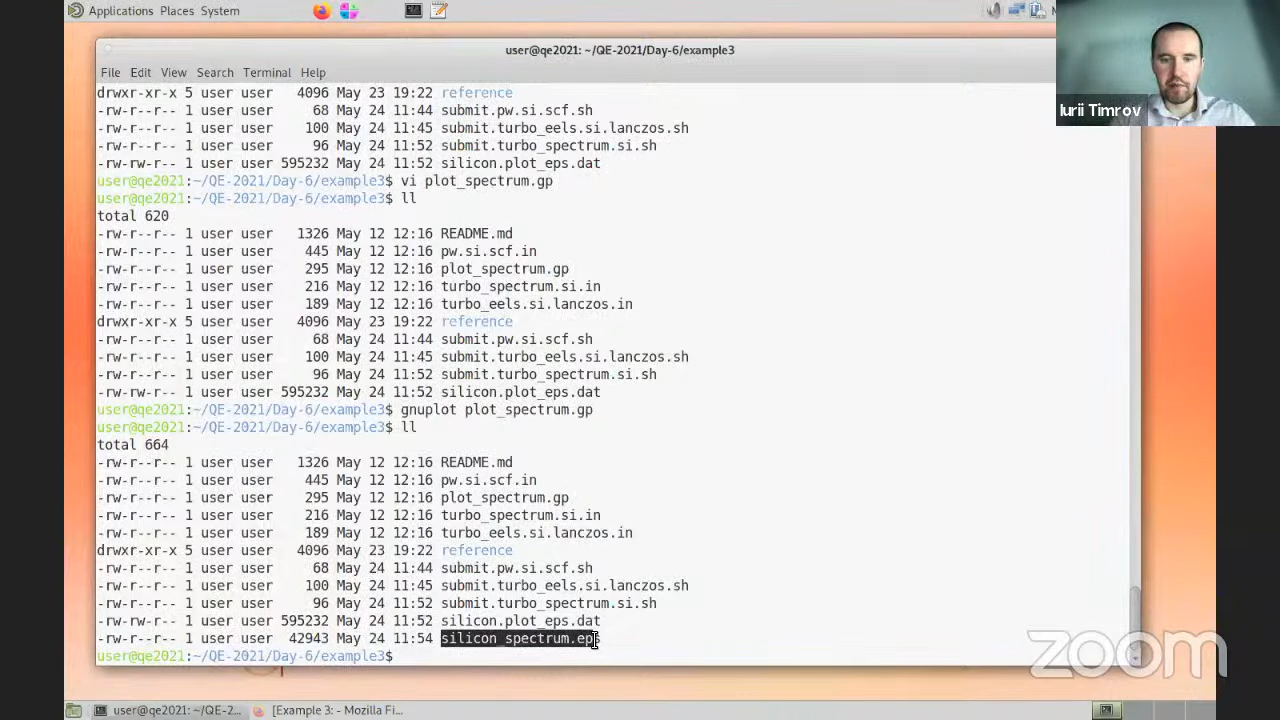 Applications Places System
user@qe2021: ~/QE-2021/Day-6/example3
File Edit View Search Terminal Help
Iurii Timrov
drwxr-xr-x 5 user user 4096 May 23 19:22 reference
-rw-r--r-- 1 user user 68 May 24 11:44 submit.pw.si.scf.sh
-rw-r--r-- 1 user user 100 May 24 11:45 submit.turbo_eels.si.lanczos.sh
-rw-r--r-- 1 user user 96 May 24 11:52 submit.turbo_spectrum.si.sh
-rw-rw-r-- 1 user user 595232 May 24 11:52 silicon.plot_eps.dat
user@qe2021:~/QE-2021/Day-6/example3$ vi plot_spectrum.gp
user@qe2021:~/QE-2021/Day-6/example3$ ll
total 620
-rw-r--r-- 1 user user 1326 May 12 12:16 README.md
-rw-r--r-- 1 user user 445 May 12 12:16 pw.si.scf.in
-rw-r--r-- 1 user user 295 May 12 12:16 plot_spectrum.gp
-rw-r--r-- 1 user user 216 May 12 12:16 turbo_spectrum.si.in
-rw-r--r-- 1 user user 189 May 12 12:16 turbo_eels.si.lanczos.in
drwxr-xr-x 5 user user 4096 May 23 19:22 reference
-rw-r--r-- 1 user user 68 May 24 11:44 submit.pw.si.scf.sh
-rw-r--r-- 1 user user 100 May 24 11:45 submit.turbo_eels.si.lanczos.sh
-rw-r--r-- 1 user user 96 May 24 11:52 submit.turbo_spectrum.si.sh
-rw-rw-r-- 1 user user 595232 May 24 11:52 silicon.plot_eps.dat
user@qe2021:~/QE-2021/Day-6/example3$ gnuplot plot_spectrum.gp
user@qe2021:~/QE-2021/Day-6/example3$ ll
total 664
-rw-r--r-- 1 user user 1326 May 12 12:16 README.md
-rw-r--r-- 1 user user 445 May 12 12:16 pw.si.scf.in
-rw-r--r-- 1 user user 295 May 12 12:16 plot_spectrum.gp
-rw-r--r-- 1 user user 216 May 12 12:16 turbo_spectrum.si.in
-rw-r--r-- 1 user user 189 May 12 12:16 turbo_eels.si.lanczos.in
drwxr-xr-x 5 user user 4096 May 23 19:22 reference
-rw-r--r-- 1 user user 68 May 24 11:44 submit.pw.si.scf.sh
-rw-r--r-- 1 user user 100 May 24 11:45 submit.turbo_eels.si.lanczos.sh
-rw-r--r-- 1 user user 96 May 24 11:52 submit.turbo_spectrum.si.sh
-rw-rw-r-- 1 user user 595232 May 24 11:52 silicon.plot_eps.dat
-rw-r--r-- 1 user user 42943 May 24 11:54 silicon_spectrum.eps
user@qe2021:~/QE-2021/Day-6/example3$
zoom
user@qe2021: ~/QE-2... [Example 3: - Mozilla Fi...